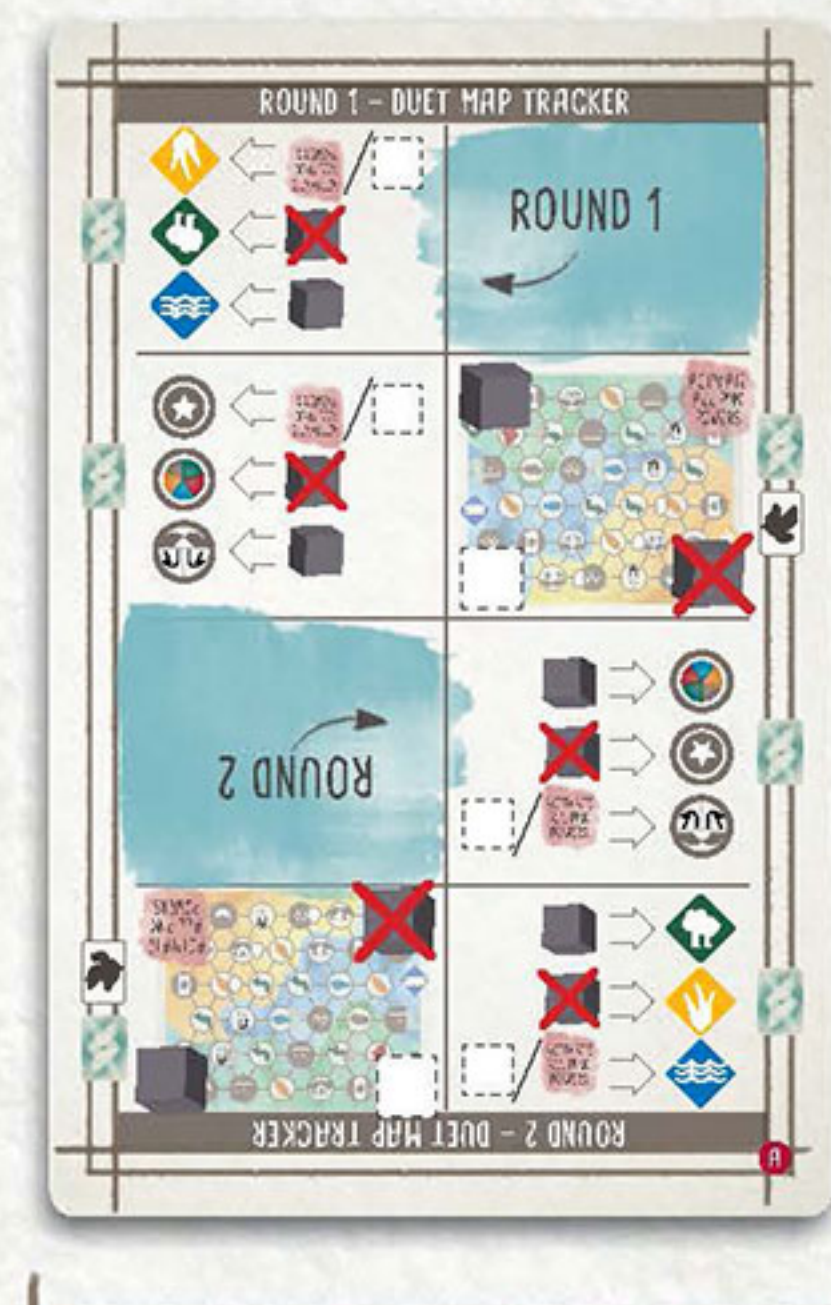 ROUND 1 – DUET MAP TRACKER
ROUND 1
ROUND 2
ROUND 2 – DUET MAP TRACKER
A